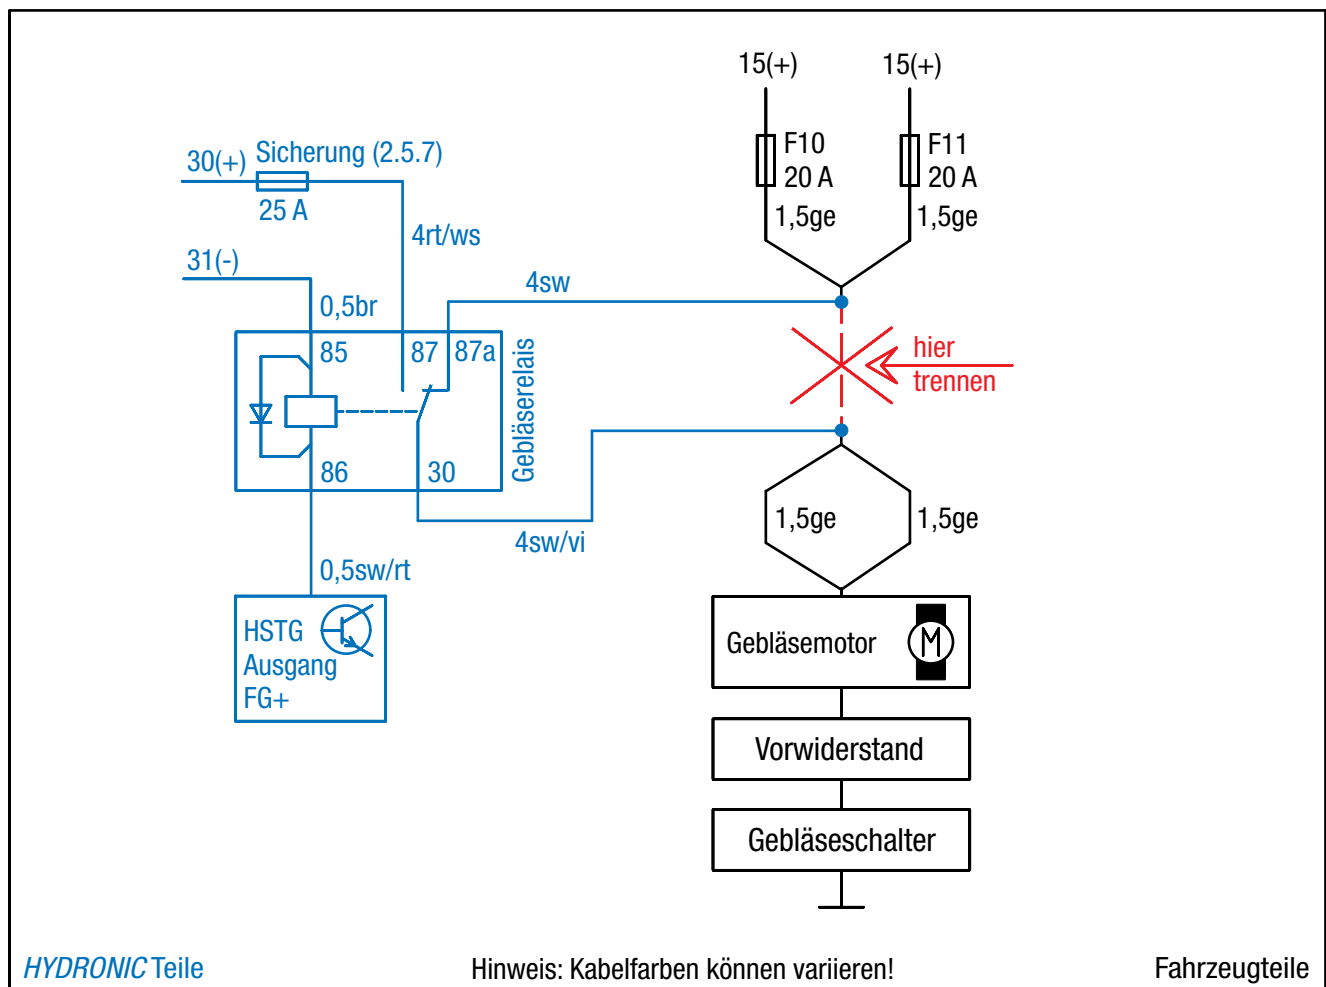 15(+)
15(+)
F10
20 A
F11
20 A
30(+)
Sicherung (2.5.7)
25 A
1,5ge
1,5ge
4rt/ws
31(-)
4sw
0,5br
85
87
87a
Gebläserelais
hier
trennen
86
30
1,5ge
1,5ge
4sw/vi
0,5sw/rt
HSTG
Ausgang
FG+
Gebläsemotor
M
Vorwiderstand
Gebläseschalter
HYDRONIC Teile
Hinweis: Kabelfarben können variieren!
Fahrzeugteile